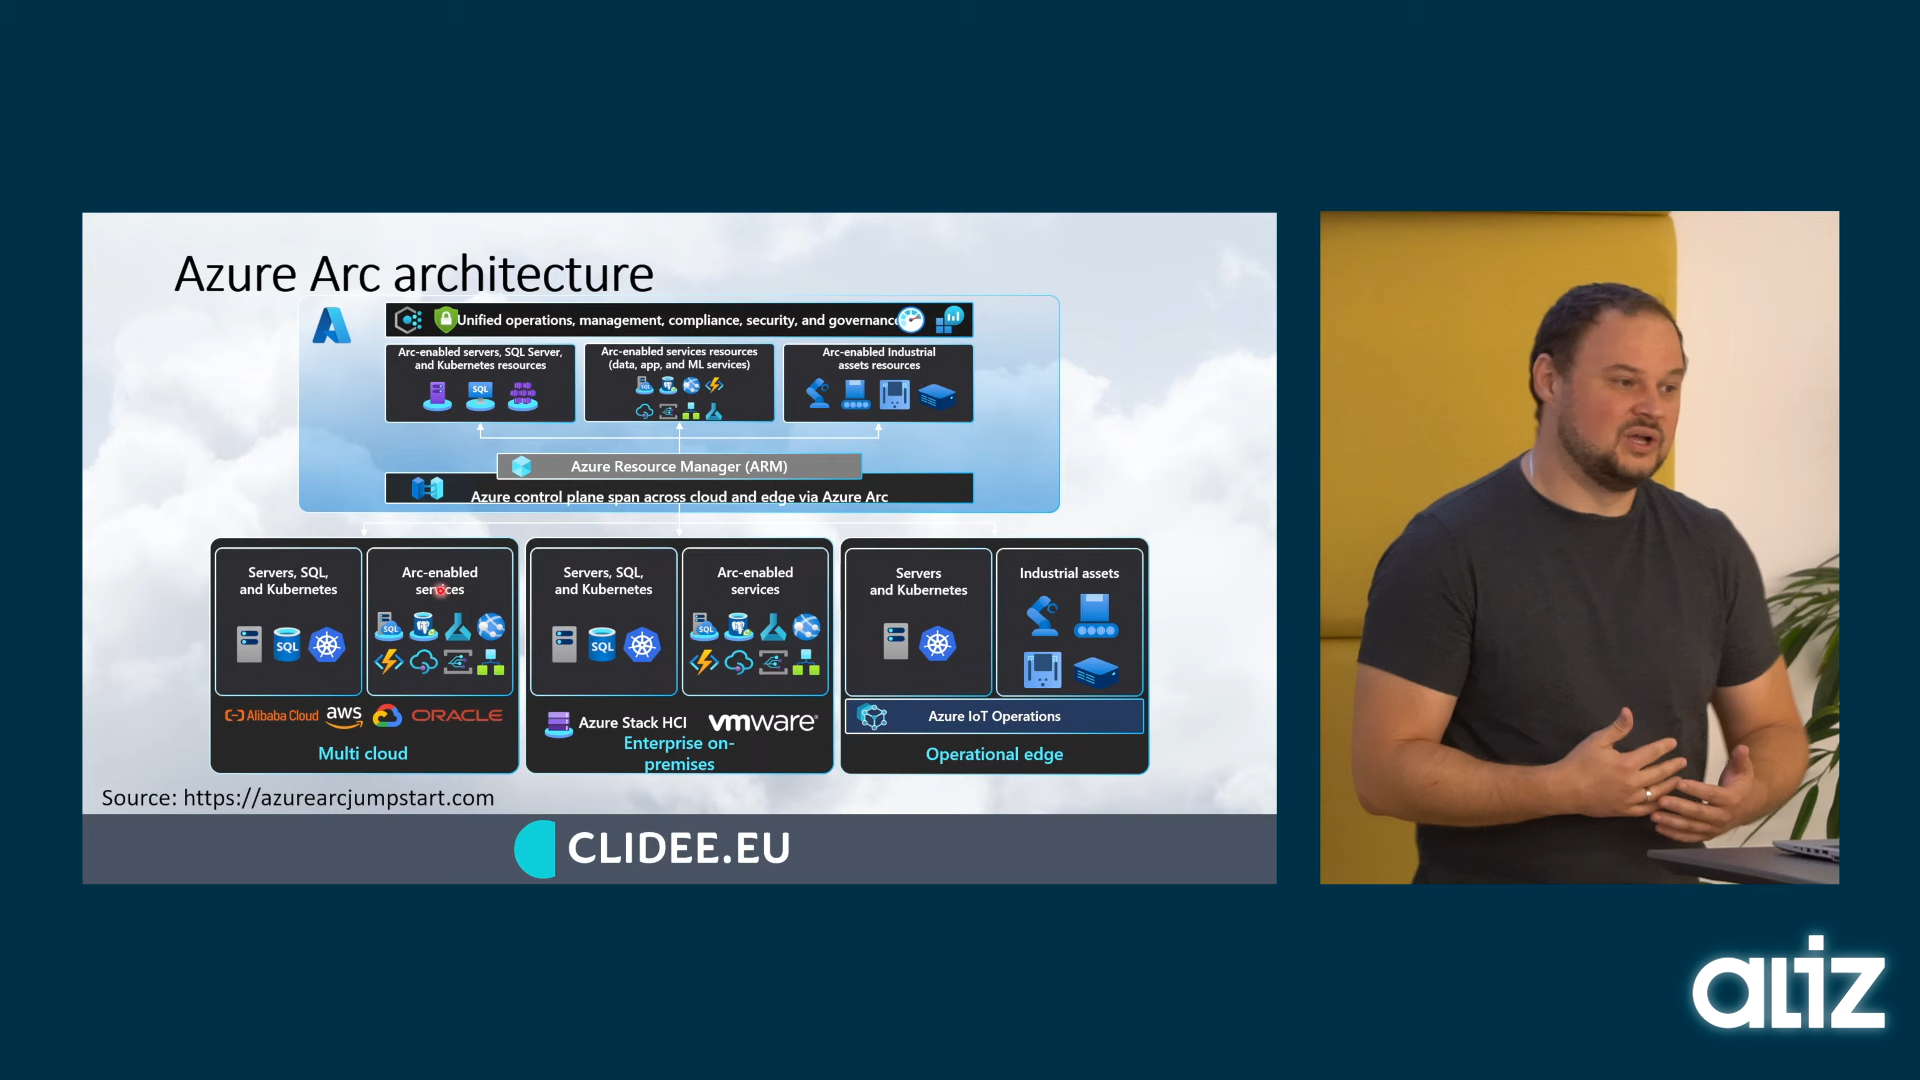 Azure Arc architecture
Unified operations, management, compliance, security, and governance
Arc-enabled servers, SQL Server,
and Kubernetes resources
SQL
Arc-enabled services resources
(data, app, and ML services)
SQL
Arc-enabled Industrial
assets resources
Azure Resource Manager (ARM)
Azure control plane span across cloud and edge via Azure Arc
Servers, SQL,
and Kubernetes
SQL
Arc-enabled
services
SQL
Alibaba Cloud
aws
ORACLE
Multi cloud
Servers, SQL,
and Kubernetes
SQL
Arc-enabled
services
SQL
Azure Stack HCI
vmware®
Enterprise on-
premises
Servers
and Kubernetes
Industrial assets
Azure IoT Operations
Operational edge
Source: https://azurearcjumpstart.com
CLIDEE.EU
aliz